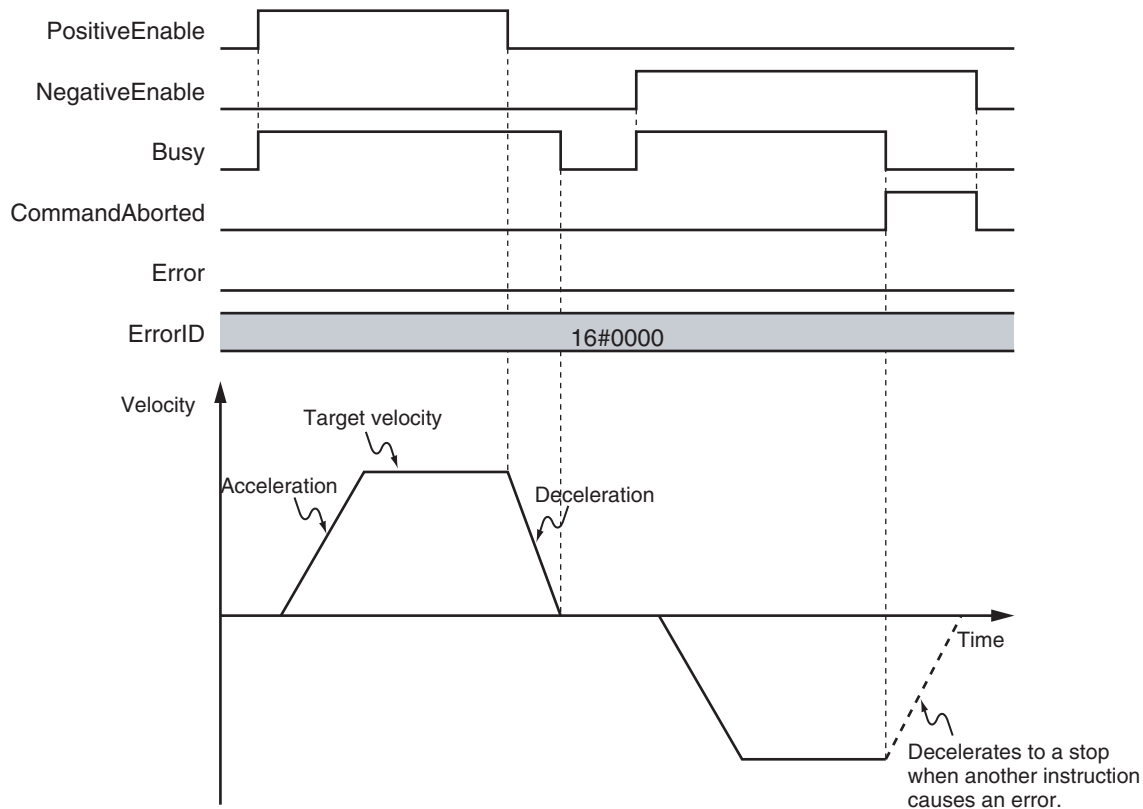 PositiveEnable
NegativeEnable
Busy
CommandAborted
Error
ErrorID
16#0000
Velocity
Target velocity
Acceleration
Deceleration
Time
Decelerates to a stop
when another instruction
causes an error.